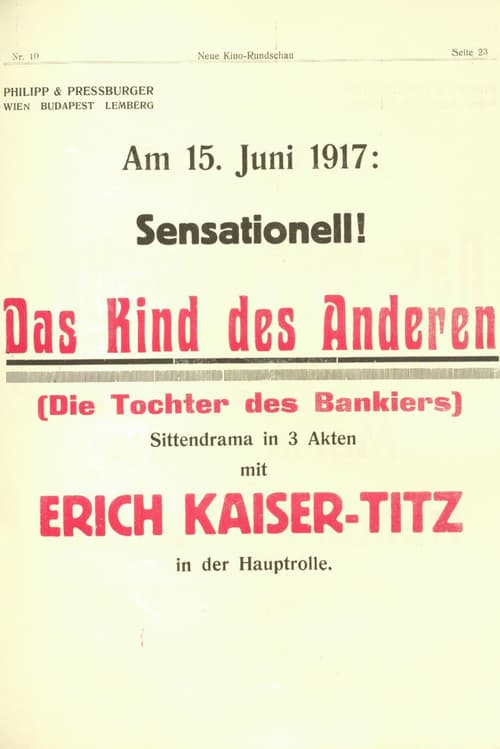 Nr. 10 Neue Kino-Rundschau Seite 23
PHILIPP & PRESSBURGER
WIEN BUDAPEST LEMBERG
Am 15. Juni 1917:
Sensationell!
Das Kind des Anderen
(Die Tochter des Bankiers)
Sittendrama in 3 Akten
mit
ERICH KAISER-TITZ
in der Hauptrolle.